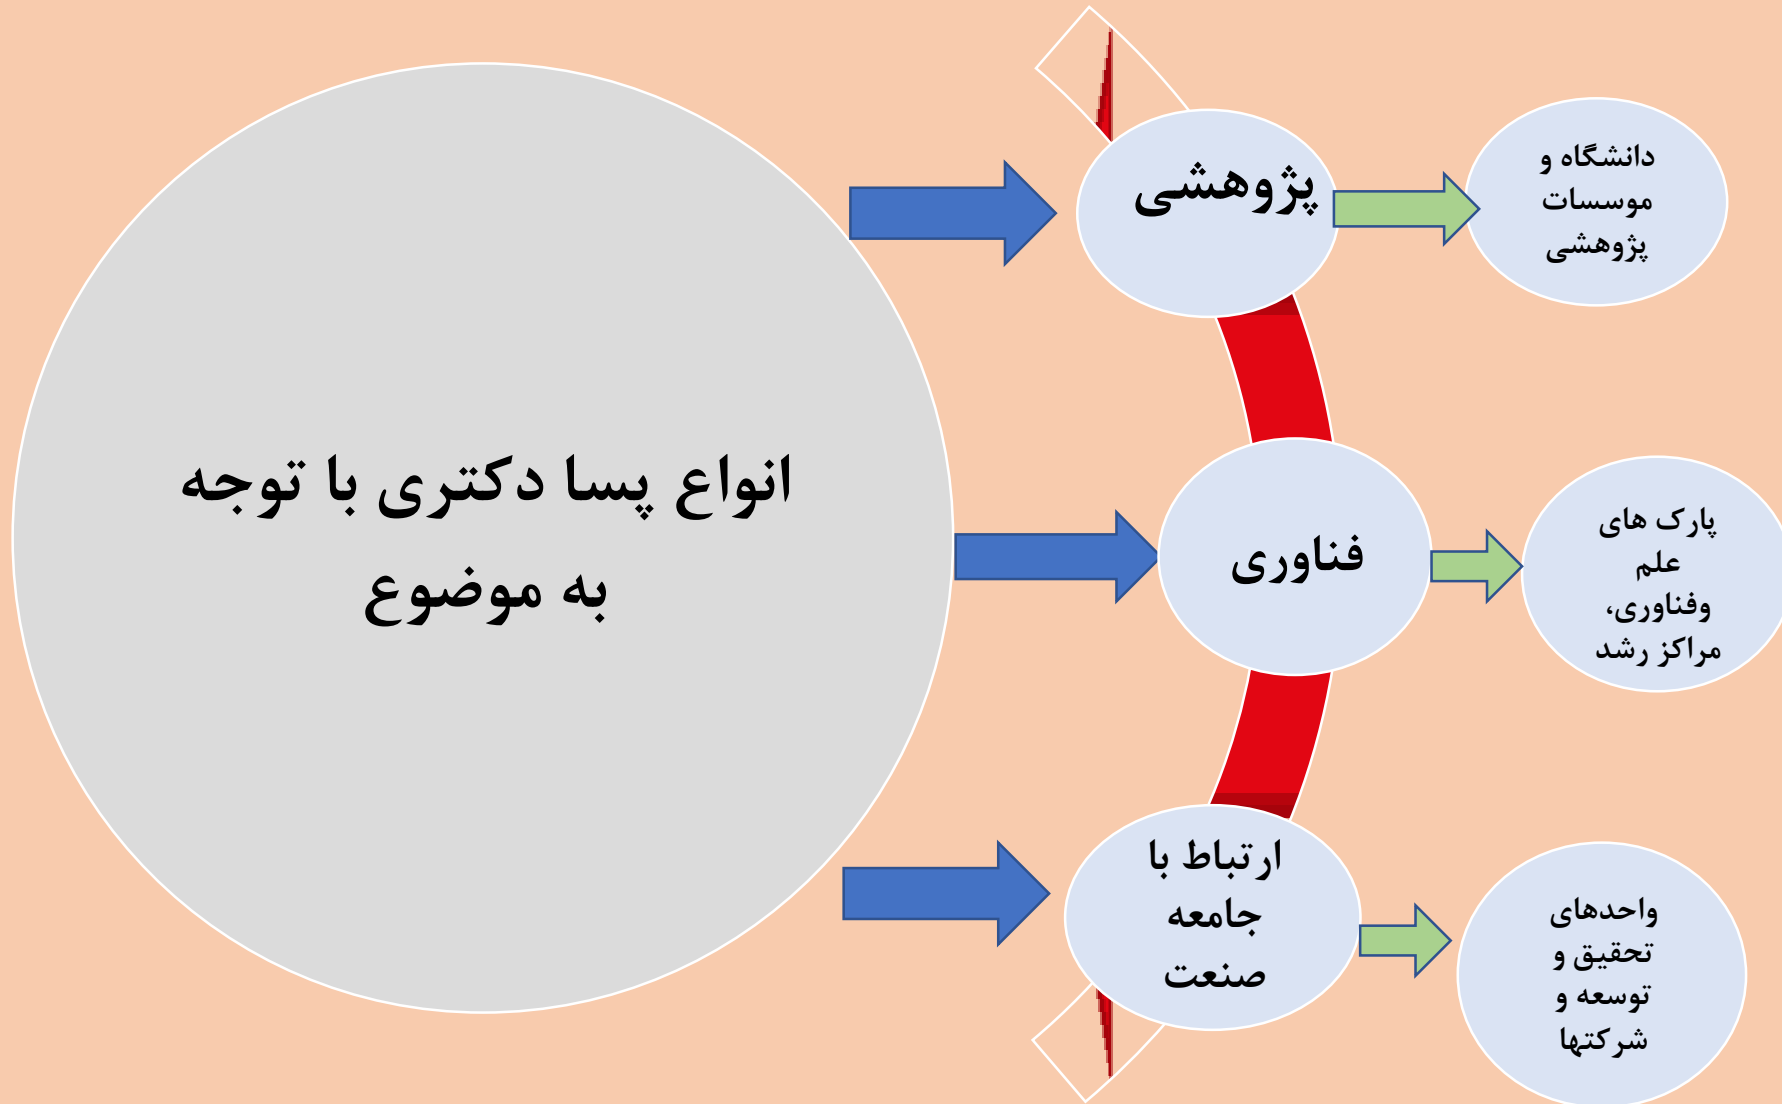 انواع پسا دکتری با توجه
به موضوع
پژوهشی
دانشگاه و
موسسات
پژوهشی
فناوری
پارک های
علم
وفناوری،
مراکز رشد
ارتباط با
جامعه
صنعت
واحدهای
تحقیق و
توسعه و
شرکتها